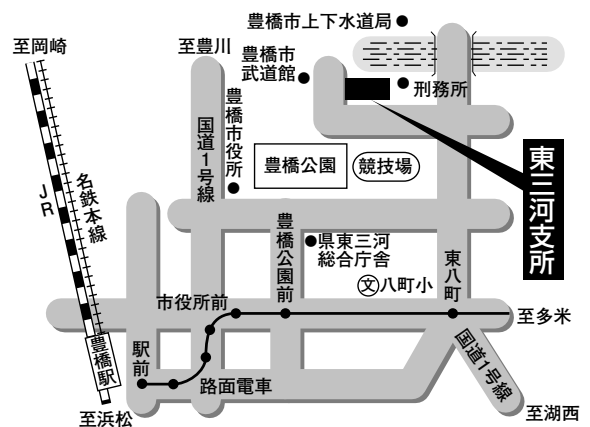 豊橋市上下水道局
至岡崎
至豊川
豊橋市
武道館
刑務所
豊橋市役所
国道1号線
豊橋公園
競技場
東三河支所
名鉄本線
JR
豊橋公園前
県東三河
総合庁舎
東八町
文八町小
市役所前
至多米
豊橋駅
駅前
路面電車
国道1号線
至浜松
至湖西